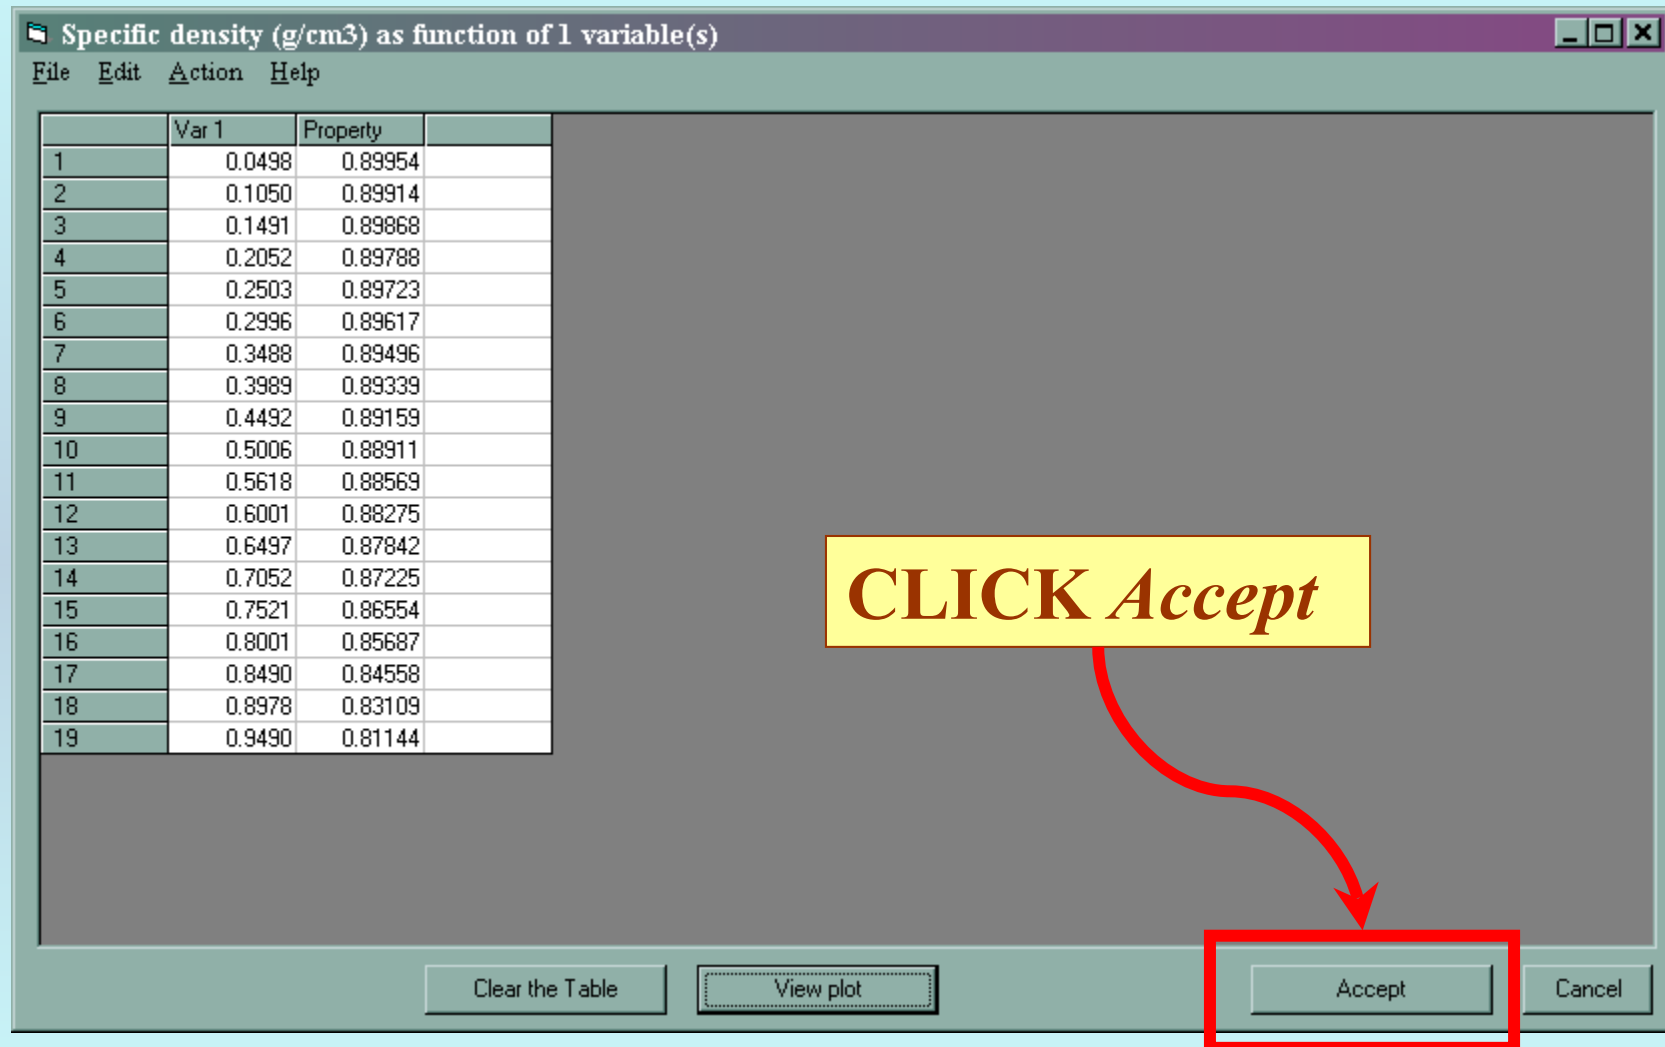 Specific density (g/cm3) as function of 1 variable(s)
File Edit Action Help
Var 1 Property
1 0.0498 0.89954
2 0.1050 0.89914
3 0.1491 0.89868
4 0.2052 0.89788
5 0.2503 0.89723
6 0.2996 0.89617
7 0.3488 0.89496
8 0.3989 0.89339
9 0.4492 0.89159
10 0.5006 0.88911
11 0.5618 0.88569
12 0.6001 0.88275
13 0.6497 0.87842
14 0.7052 0.87225
15 0.7521 0.86554
16 0.8001 0.85687
17 0.8490 0.84558
18 0.8978 0.83109
19 0.9490 0.81144
CLICK Accept
Clear the Table View plot Accept Cancel